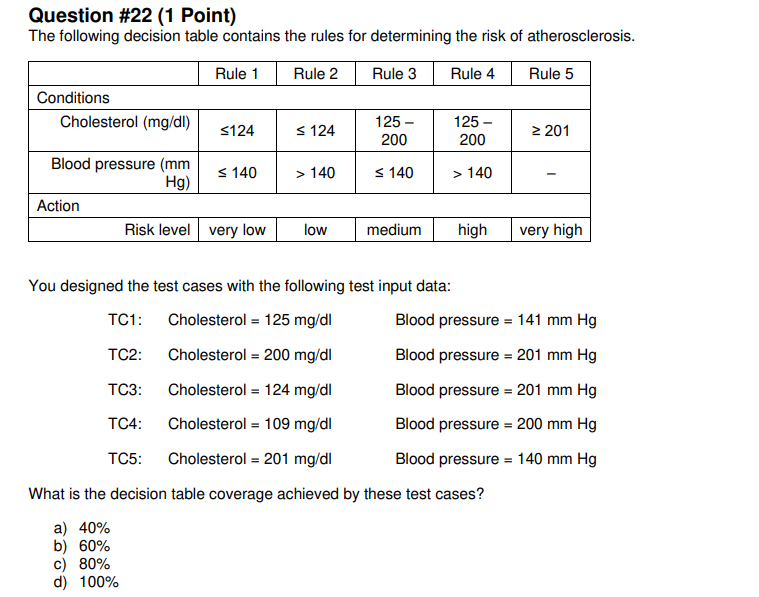 Question #22 (1 Point)
The following decision table contains the rules for determining the risk of atherosclerosis.
Rule 1 Rule 2 Rule 3 Rule 4 Rule 5
Conditions
Cholesterol (mg/dl) ≤124 ≤ 124 125 – 200 125 – 200 ≥ 201
Blood pressure (mm Hg) ≤ 140 > 140 ≤ 140 > 140 –
Action
Risk level very low low medium high very high
You designed the test cases with the following test input data:
TC1: Cholesterol = 125 mg/dl Blood pressure = 141 mm Hg
TC2: Cholesterol = 200 mg/dl Blood pressure = 201 mm Hg
TC3: Cholesterol = 124 mg/dl Blood pressure = 201 mm Hg
TC4: Cholesterol = 109 mg/dl Blood pressure = 200 mm Hg
TC5: Cholesterol = 201 mg/dl Blood pressure = 140 mm Hg
What is the decision table coverage achieved by these test cases?
a) 40%
b) 60%
c) 80%
d) 100%